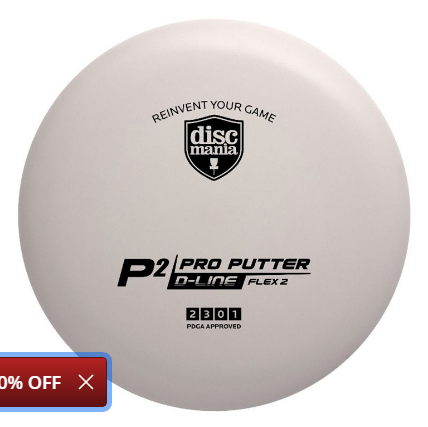 REINVENT YOUR GAME
disc
mania
P2 PRO PUTTER
D-LINE FLEX 2
2 3 0 1
PDGA APPROVED
0% OFF